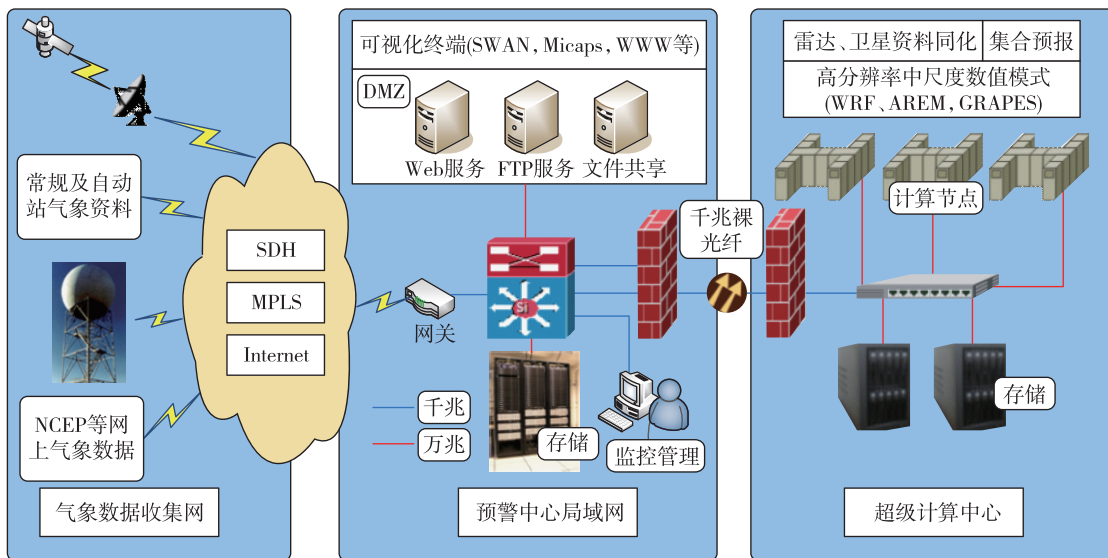 常规及自动
站气象资料
SDH
MPLS
Internet
NCEP等网
上气象数据
气象数据收集网
可视化终端(SWAN,Micaps,WWW等)
DMZ
Web服务
FTP服务
文件共享
网关
Si
千兆
万兆
存储
监控管理
预警中心局域网
千兆裸
光纤
雷达、卫星资料同化
集合预报
高分辨率中尺度数值模式
(WRF、AREM,GRAPES)
计算节点
存储
超级计算中心